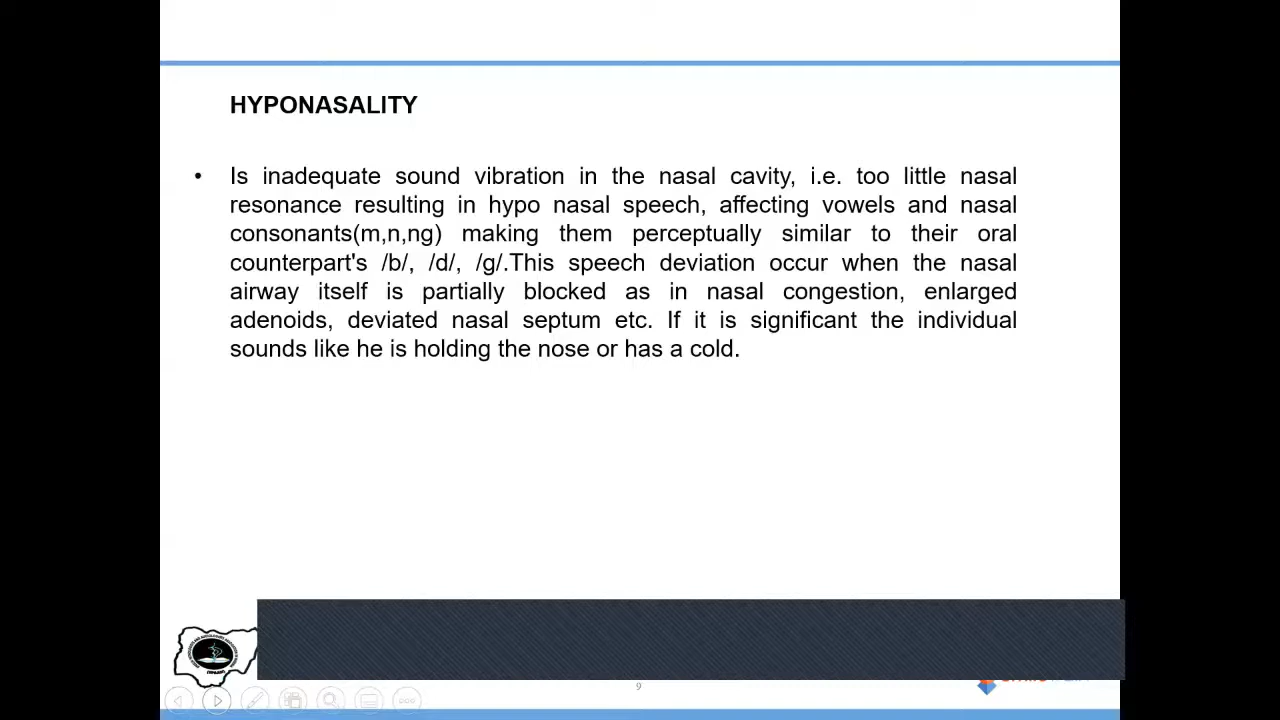 HYPONASALITY
• Is inadequate sound vibration in the nasal cavity, i.e. too little nasal
resonance resulting in hypo nasal speech, affecting vowels and nasal
consonants(m,n,ng) making them perceptually similar to their oral
counterpart's /b/, /d/, /g/.This speech deviation occur when the nasal
airway itself is partially blocked as in nasal congestion, enlarged
adenoids, deviated nasal septum etc. If it is significant the individual
sounds like he is holding the nose or has a cold.
9